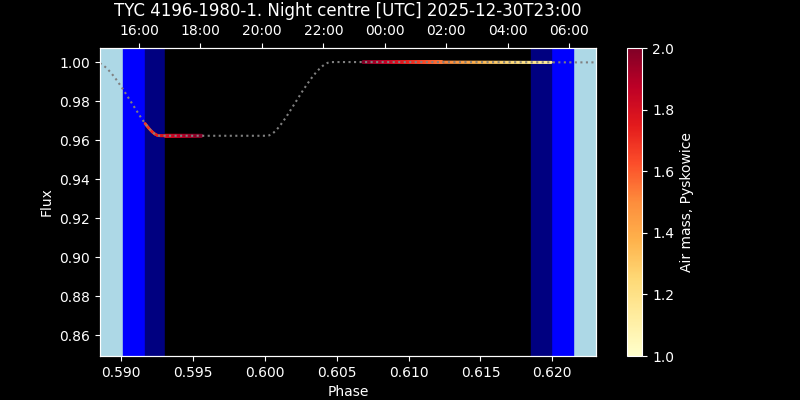 TYC 4196-1980-1. Night centre [UTC] 2025-12-30T23:00
16:00 18:00 20:00 22:00 00:00 02:00 04:00 06:00
1.00
0.98
0.96
0.94
0.92
0.90
0.88
0.86
Flux
0.590 0.595 0.600 0.605 0.610 0.615 0.620
Phase
2.0
1.8
1.6
1.4
1.2
1.0
Air mass, Pyskowice